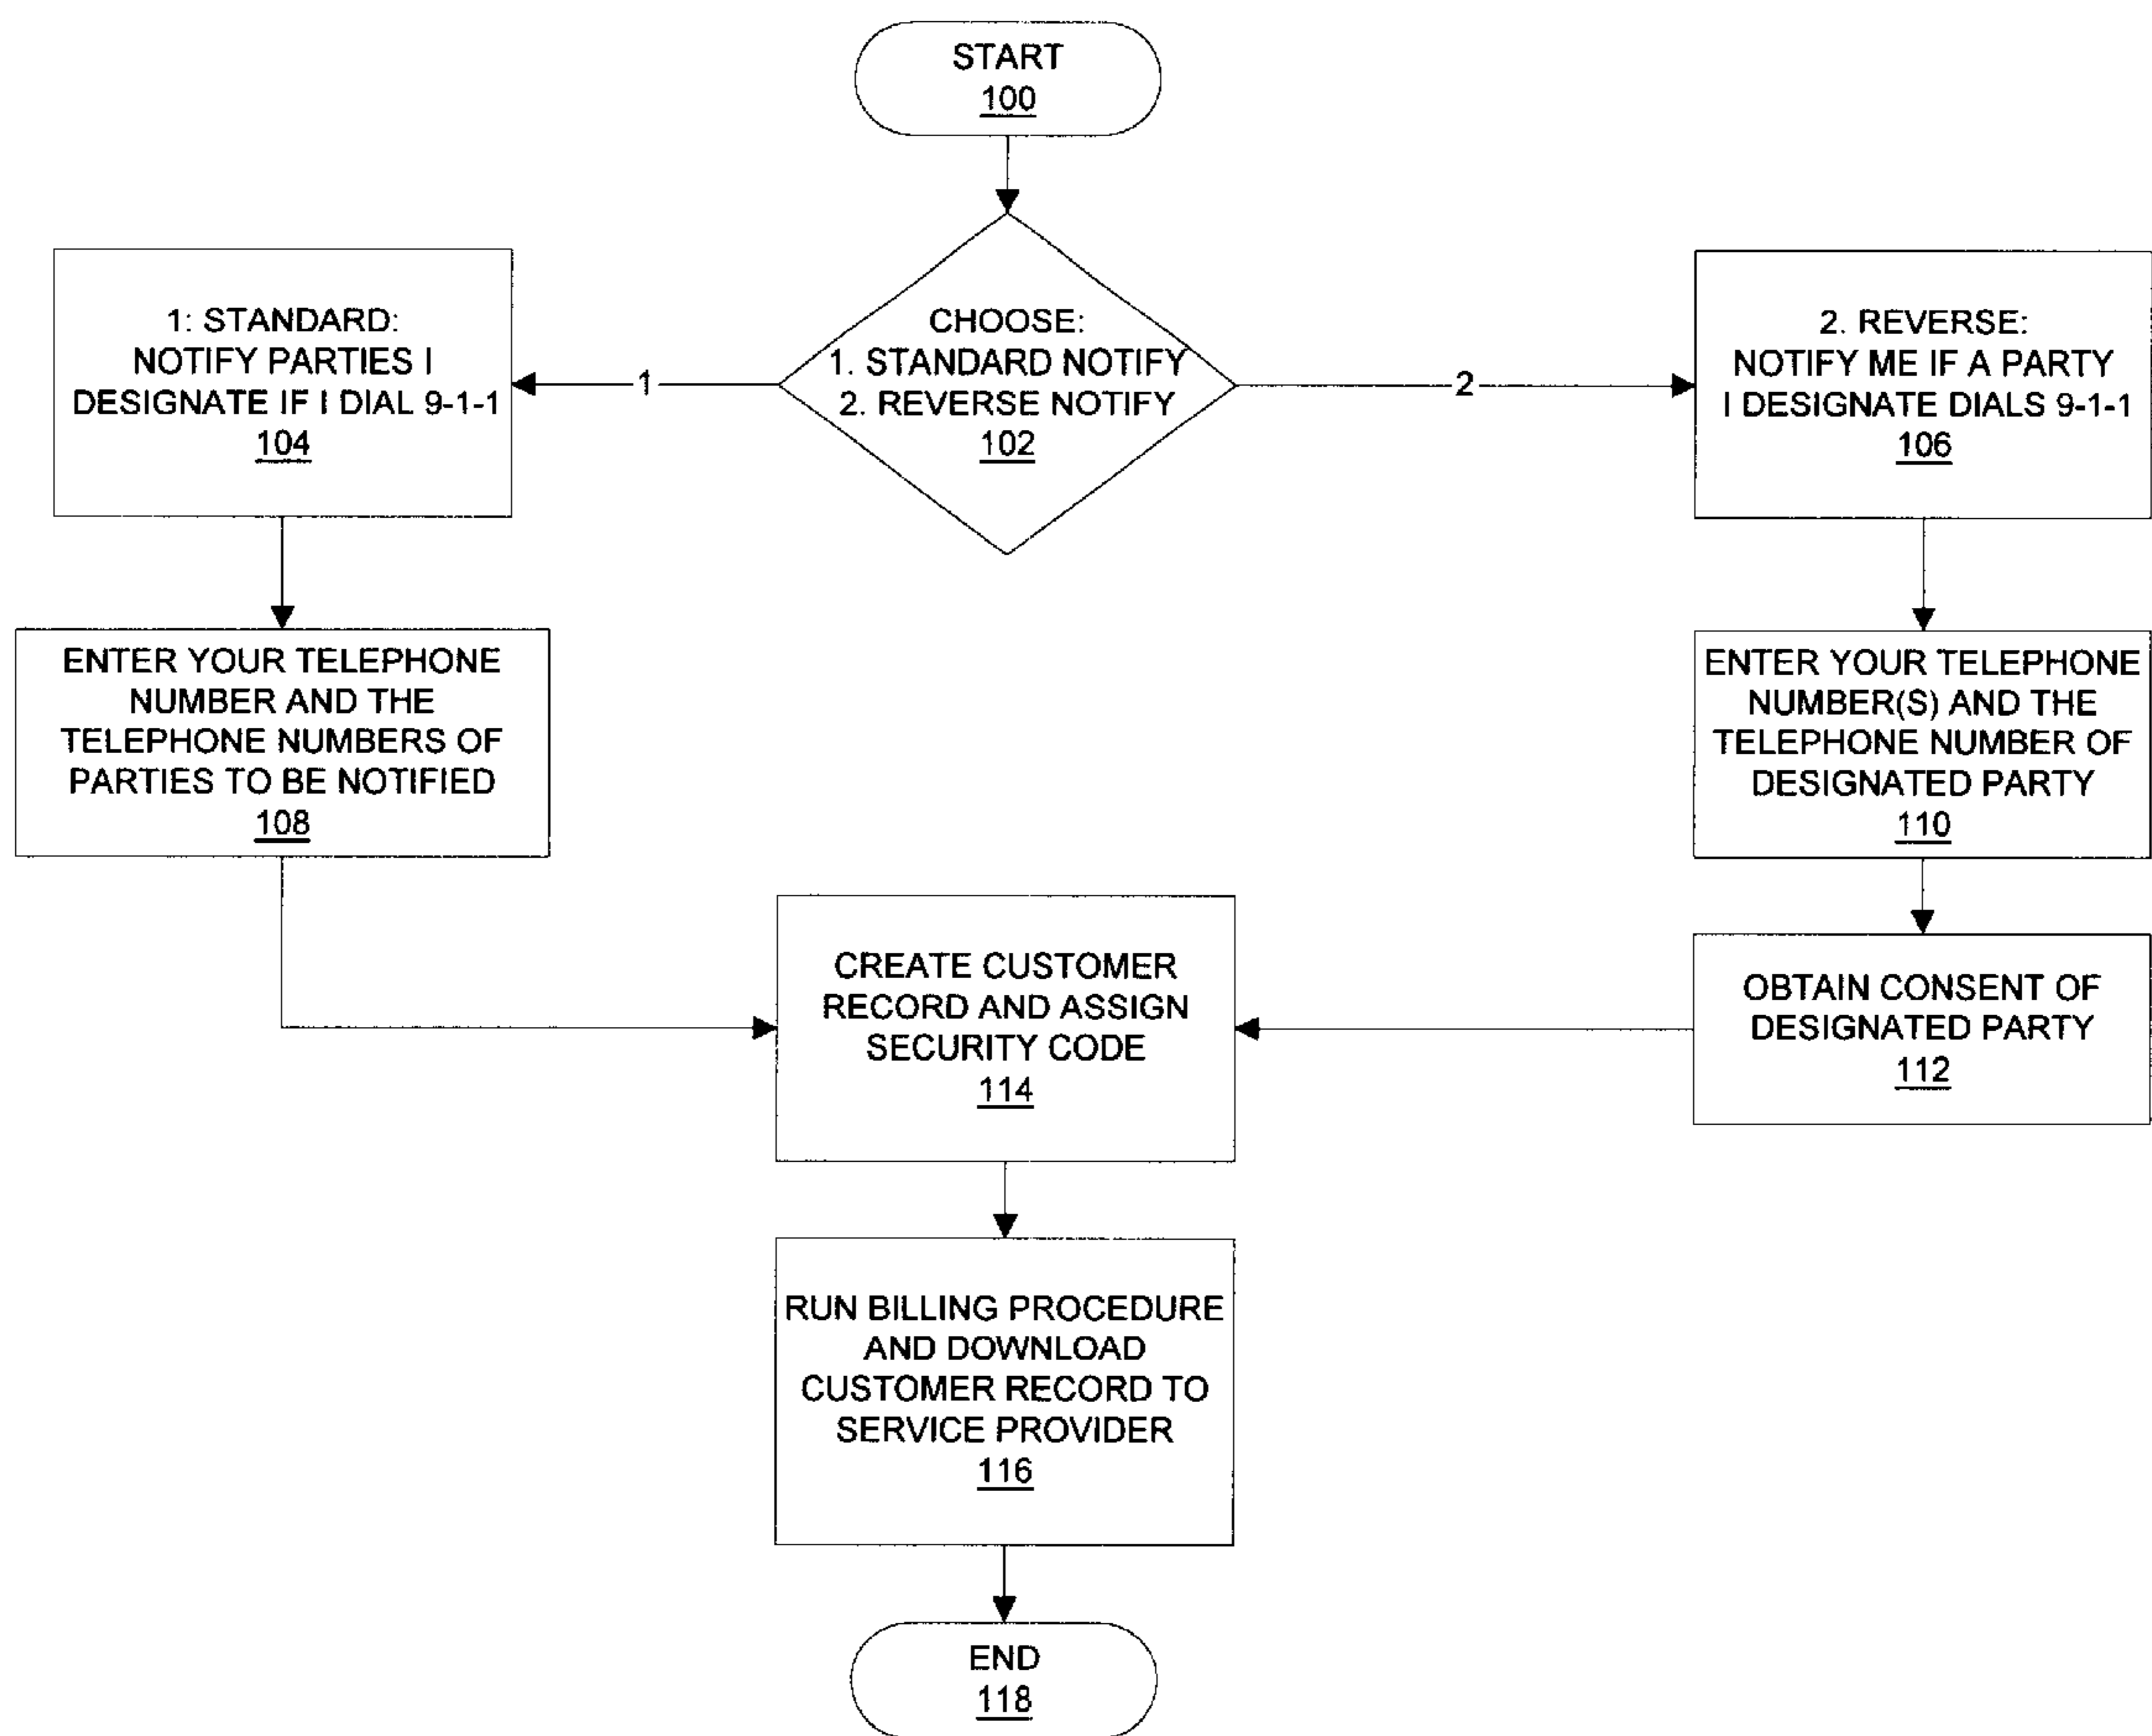 START
100
CHOOSE:
1. STANDARD NOTIFY
2. REVERSE NOTIFY
102
1
2
1: STANDARD:
NOTIFY PARTIES I
DESIGNATE IF I DIAL 9-1-1
104
2. REVERSE:
NOTIFY ME IF A PARTY
I DESIGNATE DIALS 9-1-1
106
ENTER YOUR TELEPHONE
NUMBER AND THE
TELEPHONE NUMBERS OF
PARTIES TO BE NOTIFIED
108
ENTER YOUR TELEPHONE
NUMBER(S) AND THE
TELEPHONE NUMBER OF
DESIGNATED PARTY
110
OBTAIN CONSENT OF
DESIGNATED PARTY
112
CREATE CUSTOMER
RECORD AND ASSIGN
SECURITY CODE
114
RUN BILLING PROCEDURE
AND DOWNLOAD
CUSTOMER RECORD TO
SERVICE PROVIDER
116
END
118